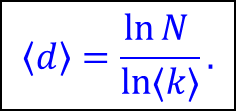 ⟨d⟩ = ln N / ln⟨k⟩ .